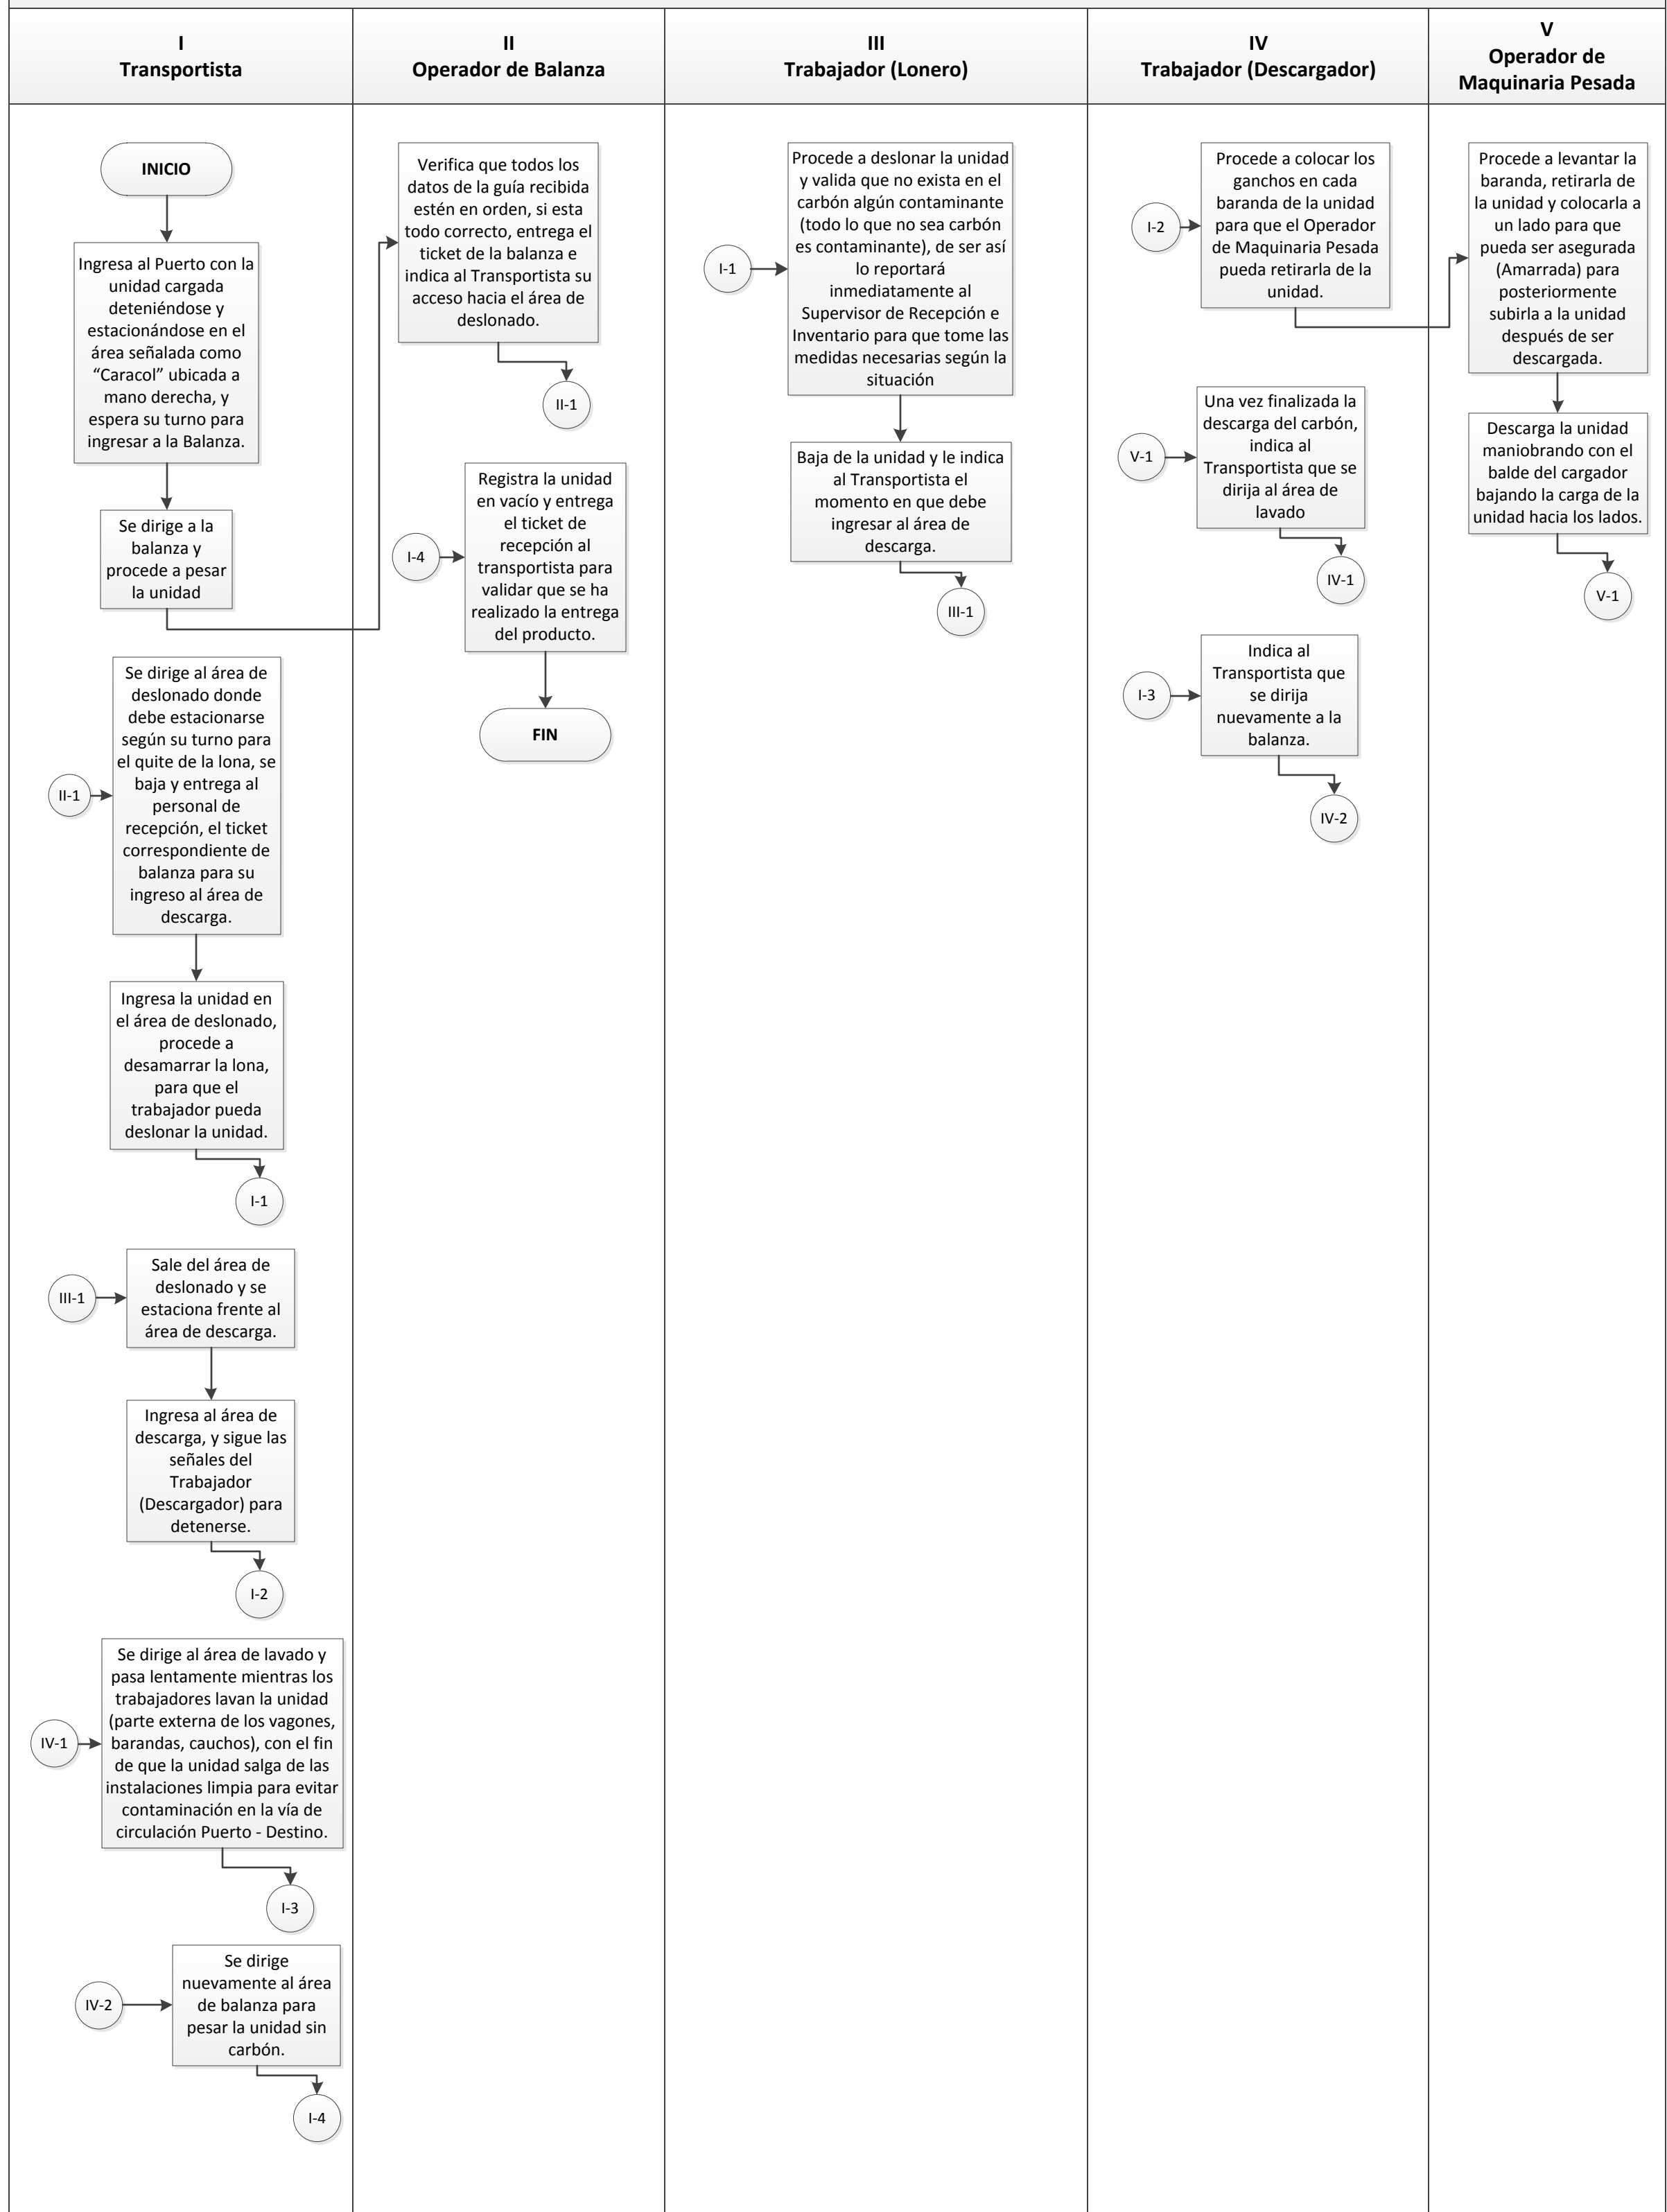 I
Transportista
II
Operador de Balanza
III
Trabajador (Lonero)
IV
Trabajador (Descargador)
V
Operador de
Maquinaria Pesada
INICIO
Ingresa al Puerto con la
unidad cargada
deteniéndose y
estacionándose en el
área señalada como
“Caracol” ubicada a
mano derecha, y
espera su turno para
ingresar a la Balanza.
Se dirige a la
balanza y
procede a pesar
la unidad
II-1
Se dirige al área de
deslonado donde
debe estacionarse
según su turno para
el quite de la lona, se
baja y entrega al
personal de
recepción, el ticket
correspondiente de
balanza para su
ingreso al área de
descarga.
Ingresa la unidad en
el área de deslonado,
procede a
desamarrar la lona,
para que el
trabajador pueda
deslonar la unidad.
I-1
III-1
Sale del área de
deslonado y se
estaciona frente al
área de descarga.
Ingresa al área de
descarga, y sigue las
señales del
Trabajador
(Descargador) para
detenerse.
I-2
IV-1
Se dirige al área de lavado y
pasa lentamente mientras los
trabajadores lavan la unidad
(parte externa de los vagones,
barandas, cauchos), con el fin
de que la unidad salga de las
instalaciones limpia para evitar
contaminación en la vía de
circulación Puerto - Destino.
I-3
IV-2
Se dirige
nuevamente al área
de balanza para
pesar la unidad sin
carbón.
I-4
Verifica que todos los
datos de la guía recibida
estén en orden, si esta
todo correcto, entrega el
ticket de la balanza e
indica al Transportista su
acceso hacia el área de
deslonado.
II-1
I-4
Registra la unidad
en vacío y entrega
el ticket de
recepción al
transportista para
validar que se ha
realizado la entrega
del producto.
FIN
I-1
Procede a deslonar la unidad
y valida que no exista en el
carbón algún contaminante
(todo lo que no sea carbón
es contaminante), de ser así
lo reportará
inmediatamente al
Supervisor de Recepción e
Inventario para que tome las
medidas necesarias según la
situación
Baja de la unidad y le indica
al Transportista el
momento en que debe
ingresar al área de
descarga.
III-1
I-2
Procede a colocar los
ganchos en cada
baranda de la unidad
para que el Operador
de Maquinaria Pesada
pueda retirarla de la
unidad.
V-1
Una vez finalizada la
descarga del carbón,
indica al
Transportista que se
dirija al área de
lavado
IV-1
I-3
Indica al
Transportista que
se dirija
nuevamente a la
balanza.
IV-2
Procede a levantar la
baranda, retirarla de
la unidad y colocarla a
un lado para que
pueda ser asegurada
(Amarrada) para
posteriormente
subirla a la unidad
después de ser
descargada.
Descarga la unidad
maniobrando con el
balde del cargador
bajando la carga de la
unidad hacia los lados.
V-1